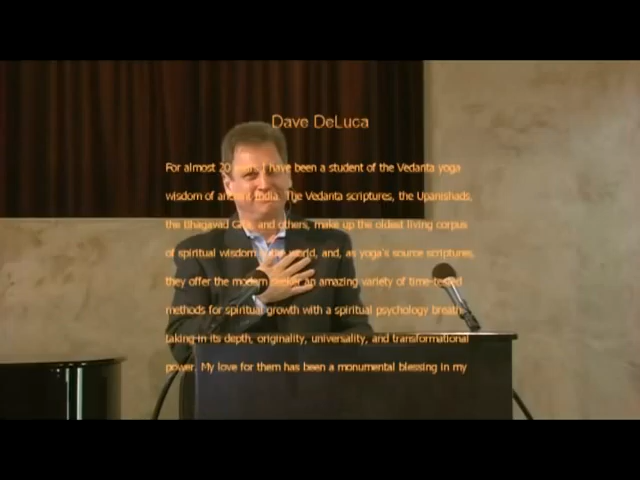 Dave DeLuca
For almost 20 years I have been a student of the Vedanta yoga
wisdom of ancient India. The Vedanta scriptures, the Upanishads,
the Bhagavad Gita, and others, make up the oldest living corpus
of spiritual wisdom in the world, and, as yoga's source scriptures,
they offer the modern seeker an amazing variety of time-tested
methods for spiritual growth with a spiritual psychology breath-
taking in its depth, originality, universality, and transformational
power. My love for them has been a monumental blessing in my